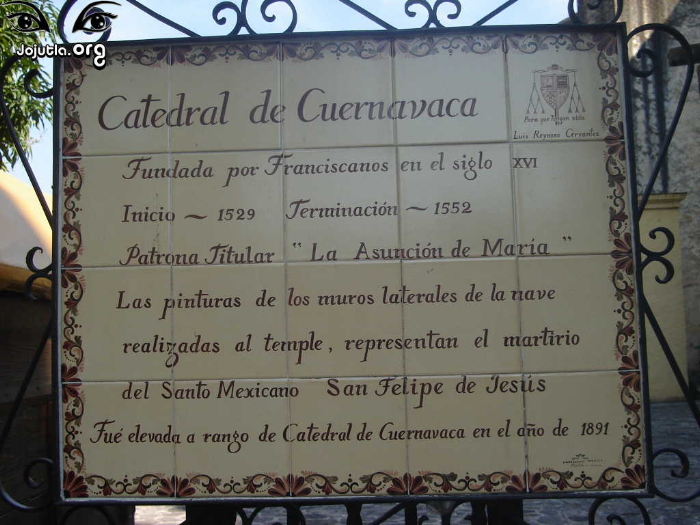 Jojutla.org
Catedral de Cuernavaca
Luis Reynoso Cervantes
Fundada por Franciscanos en el siglo XVI
Inicio ~ 1529 Terminación ~ 1552
Patrona Titular "La Asunción de María"
Las pinturas de los muros laterales de la nave
realizadas al temple, representan el martirio
del Santo Mexicano San Felipe de Jesús
Fué elevada a rango de Catedral de Cuernavaca en el año de 1891